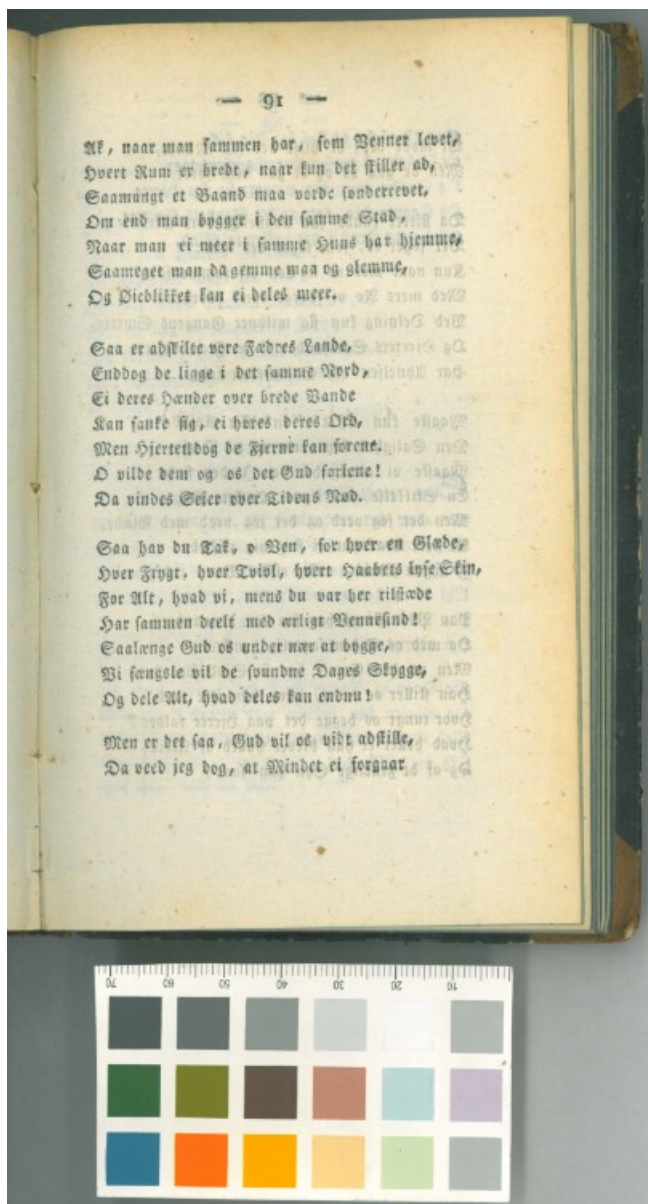 — 91 —
Ak, naar man sammen har, som Venner levet,
Hvert Rum er bredt, naar kun det skiller ad,
Saamangt et Baand maa vorde sønderrevet,
Om end man bygger i den samme Stad,
Naar man ei meer i samme Huus har hjemme,
Saameget man da gemme maa og glemme,
Og Øieblikket kan ei deles meer.
Saa er adskilte vore Fædres Lande,
Enddog de ligge i det samme Nord,
Ei deres Hænder over brede Vande
Kan sanke sig, ei høres deres Ord,
Men Hjertet dog de Fjerne kan forene.
O vilde dem og os det Gud forlene!
Da vindes Seier over Tidens Nød.
Saa hav du Tak, o Ven, for hver en Glæde,
Hver Frygt, hver Tvivl, hvert Haabets lyse Skin,
For Alt, hvad vi, mens du var her tilstæde
Har sammen deelt med ærligt Vennesind!
Saalænge Gud os under nær at bygge,
Vi fængsle vil de svundne Dages Skygge,
Og dele Alt, hvad deles kan endnu!
Men er det saa, Gud vil os vidt adskille,
Da veed jeg dog, at Mindet ei forgaar
70 60 50 40 30 20 10